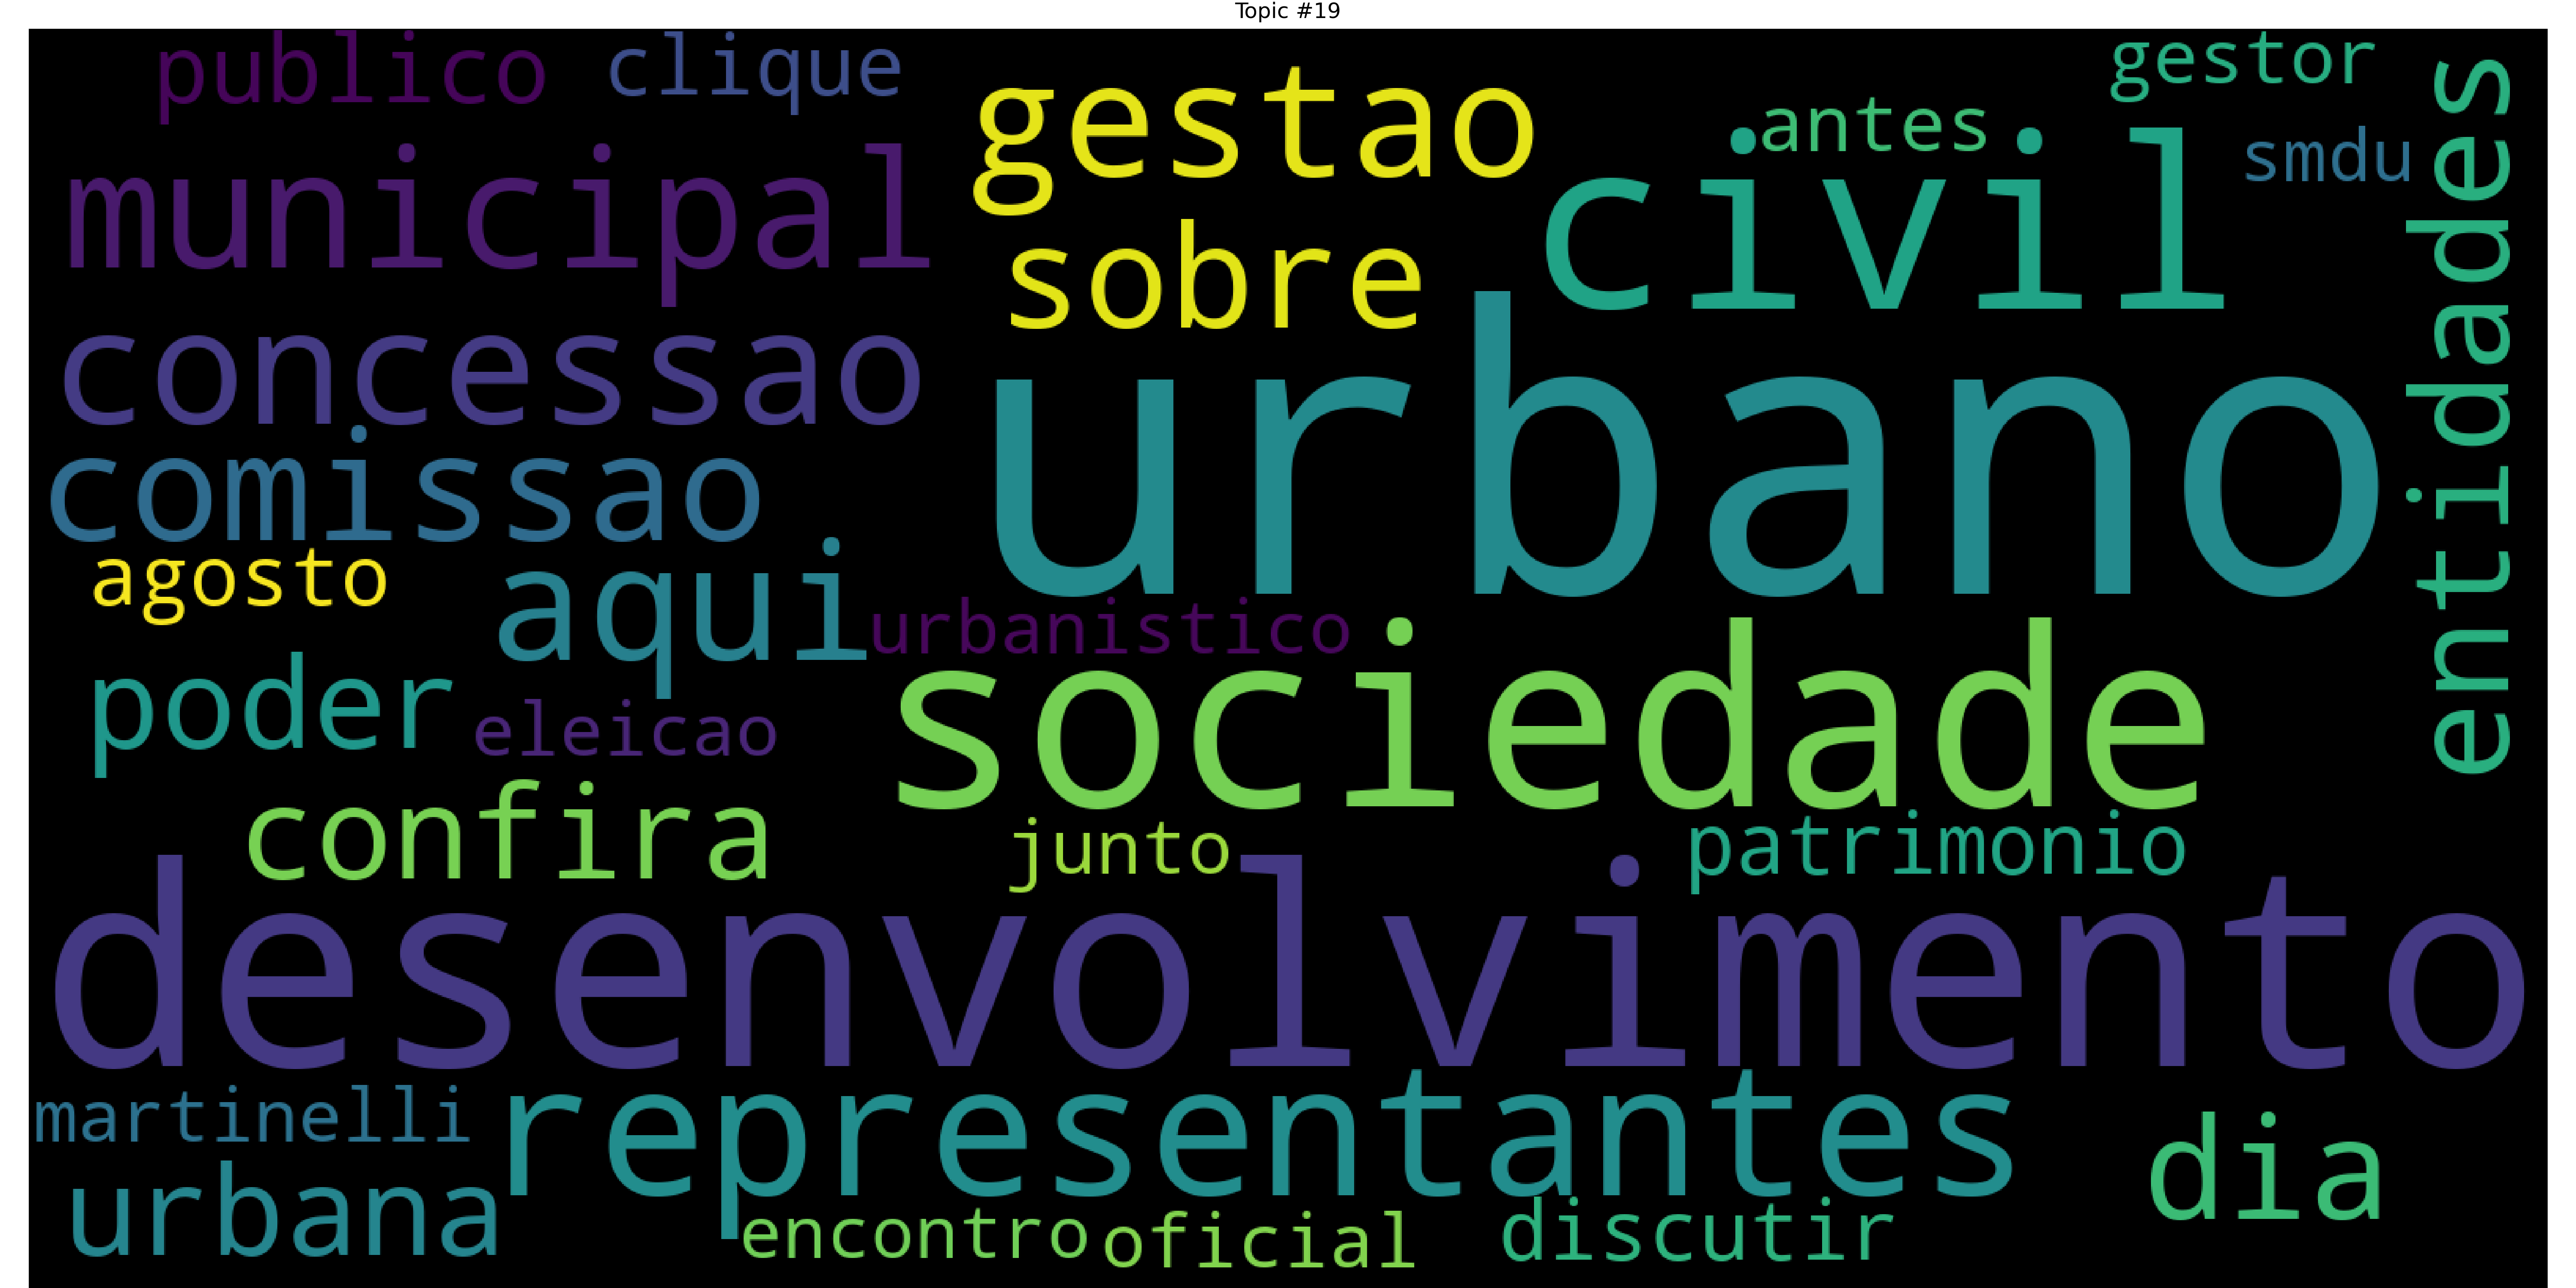 Topic #19
publico
clique
gestao
gestor
antes
smdu
municipal
civil
entidades
sobre
concessao
urbano
comissao
agosto
aqui
urbanistico
sociedade
poder
eleicao
confira
junto
patrimonio
desenvolvimento
martinelli
representantes
dia
urbana
encontro
oficial
discutir